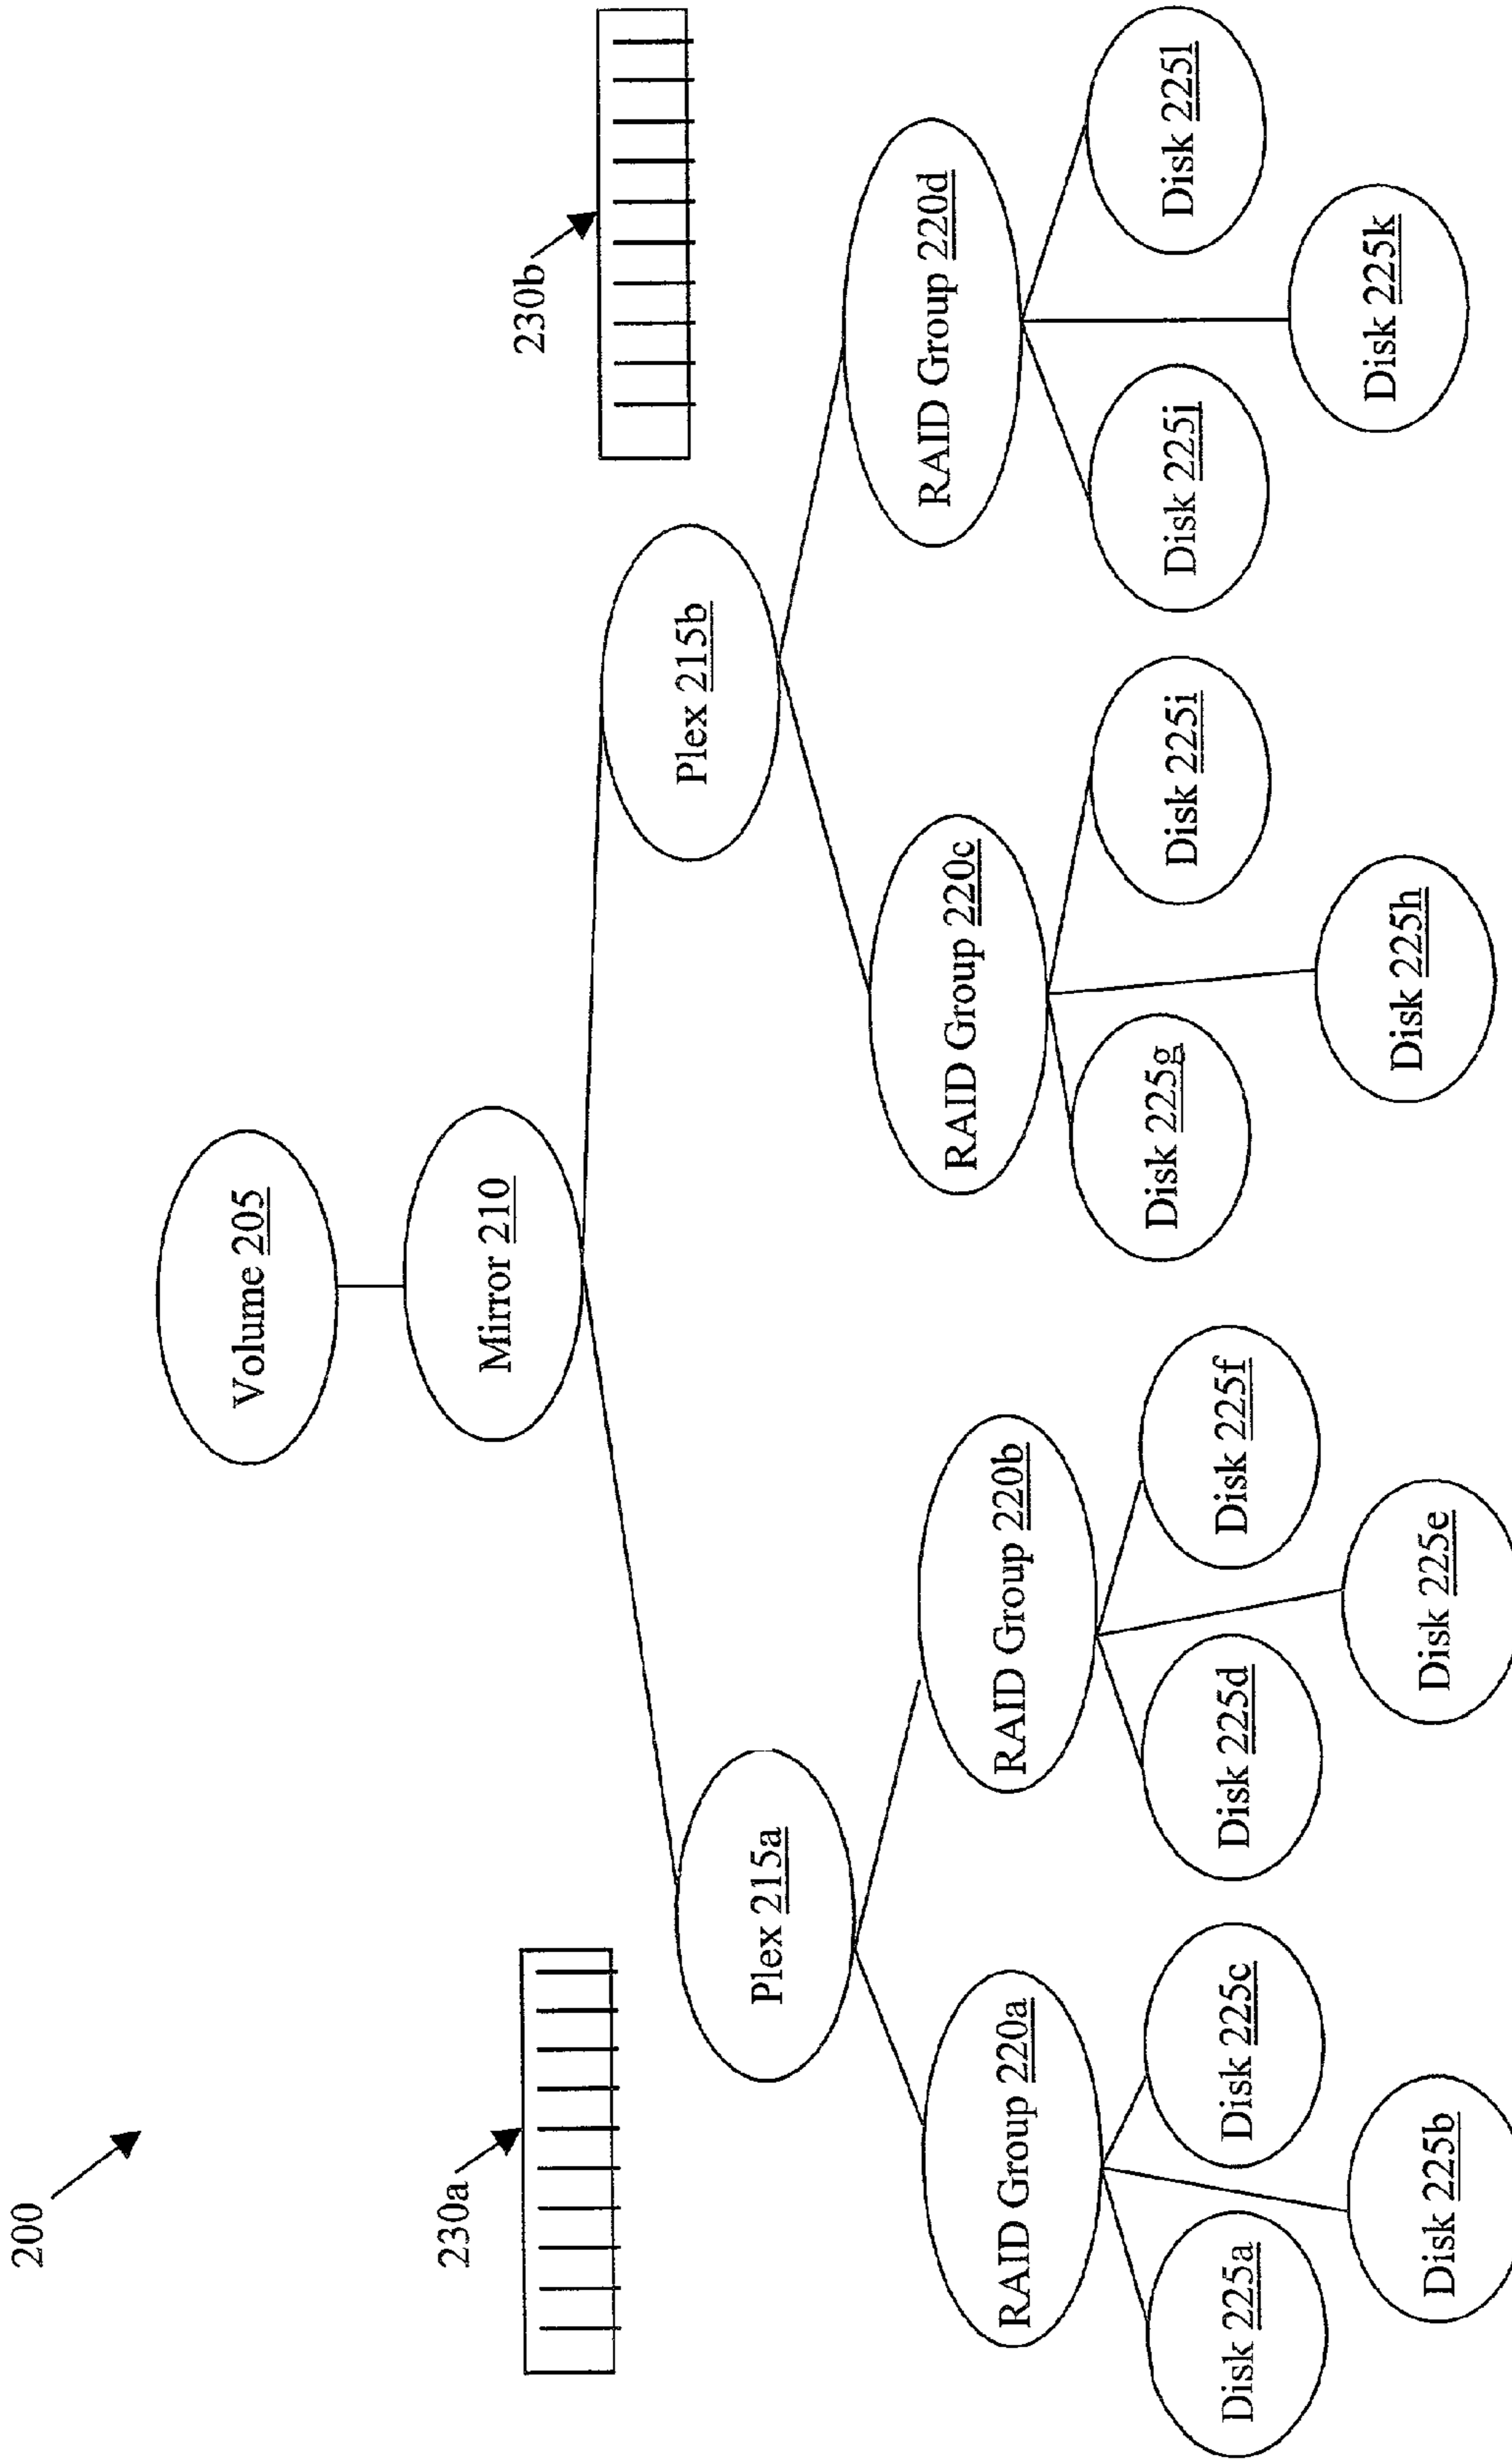 200
Volume 205
230a
Mirror 210
230b
Plex 215a
Plex 215b
RAID Group 220a
RAID Group 220b
RAID Group 220c
RAID Group 220d
Disk 225a
Disk 225c
Disk 225d
Disk 225f
Disk 225g
Disk 225i
Disk 225j
Disk 225l
Disk 225b
Disk 225e
Disk 225h
Disk 225k